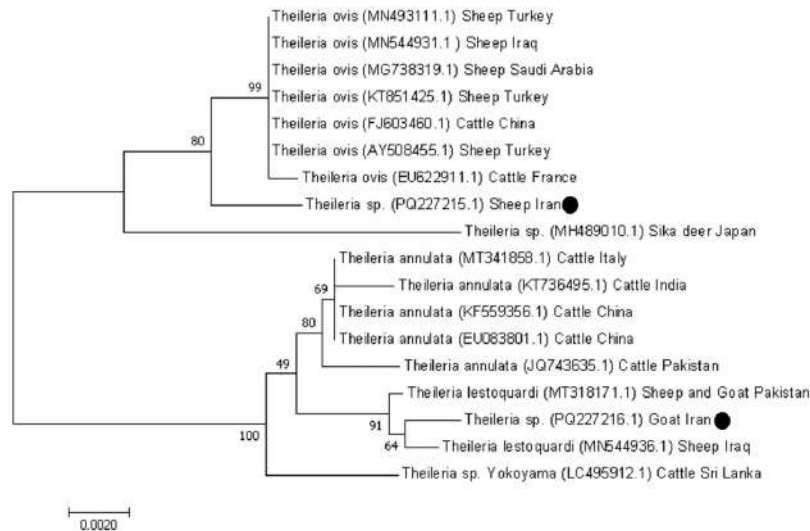 Theileria ovis (MN493111.1) Sheep Turkey
Theileria ovis (MN544931.1 ) Sheep Iraq
Theileria ovis (MG738319.1) Sheep Saudi Arabia
99
Theileria ovis (KT851425.1) Sheep Turkey
Theileria ovis (FJ603460.1) Cattle China
80
Theileria ovis (AY508455.1) Sheep Turkey
Theileria ovis (EU622911.1) Cattle France
Theileria sp. (PQ227215.1) Sheep Iran
Theileria sp. (MH489010.1) Sika deer Japan
Theileria annulata (MT341858.1) Cattle Italy
69
Theileria annulata (KT736495.1) Cattle India
Theileria annulata (KF559356.1) Cattle China
80
Theileria annulata (EU083801.1) Cattle China
49
Theileria annulata (JQ743635.1) Cattle Pakistan
Theileria lestoquardi (MT318171.1) Sheep and Goat Pakistan
91
Theileria sp. (PQ227216.1) Goat Iran
100
64
Theileria lestoquardi (MN544936.1) Sheep Iraq
Theileria sp. Yokoyama (LC495912.1) Cattle Sri Lanka
0.0020